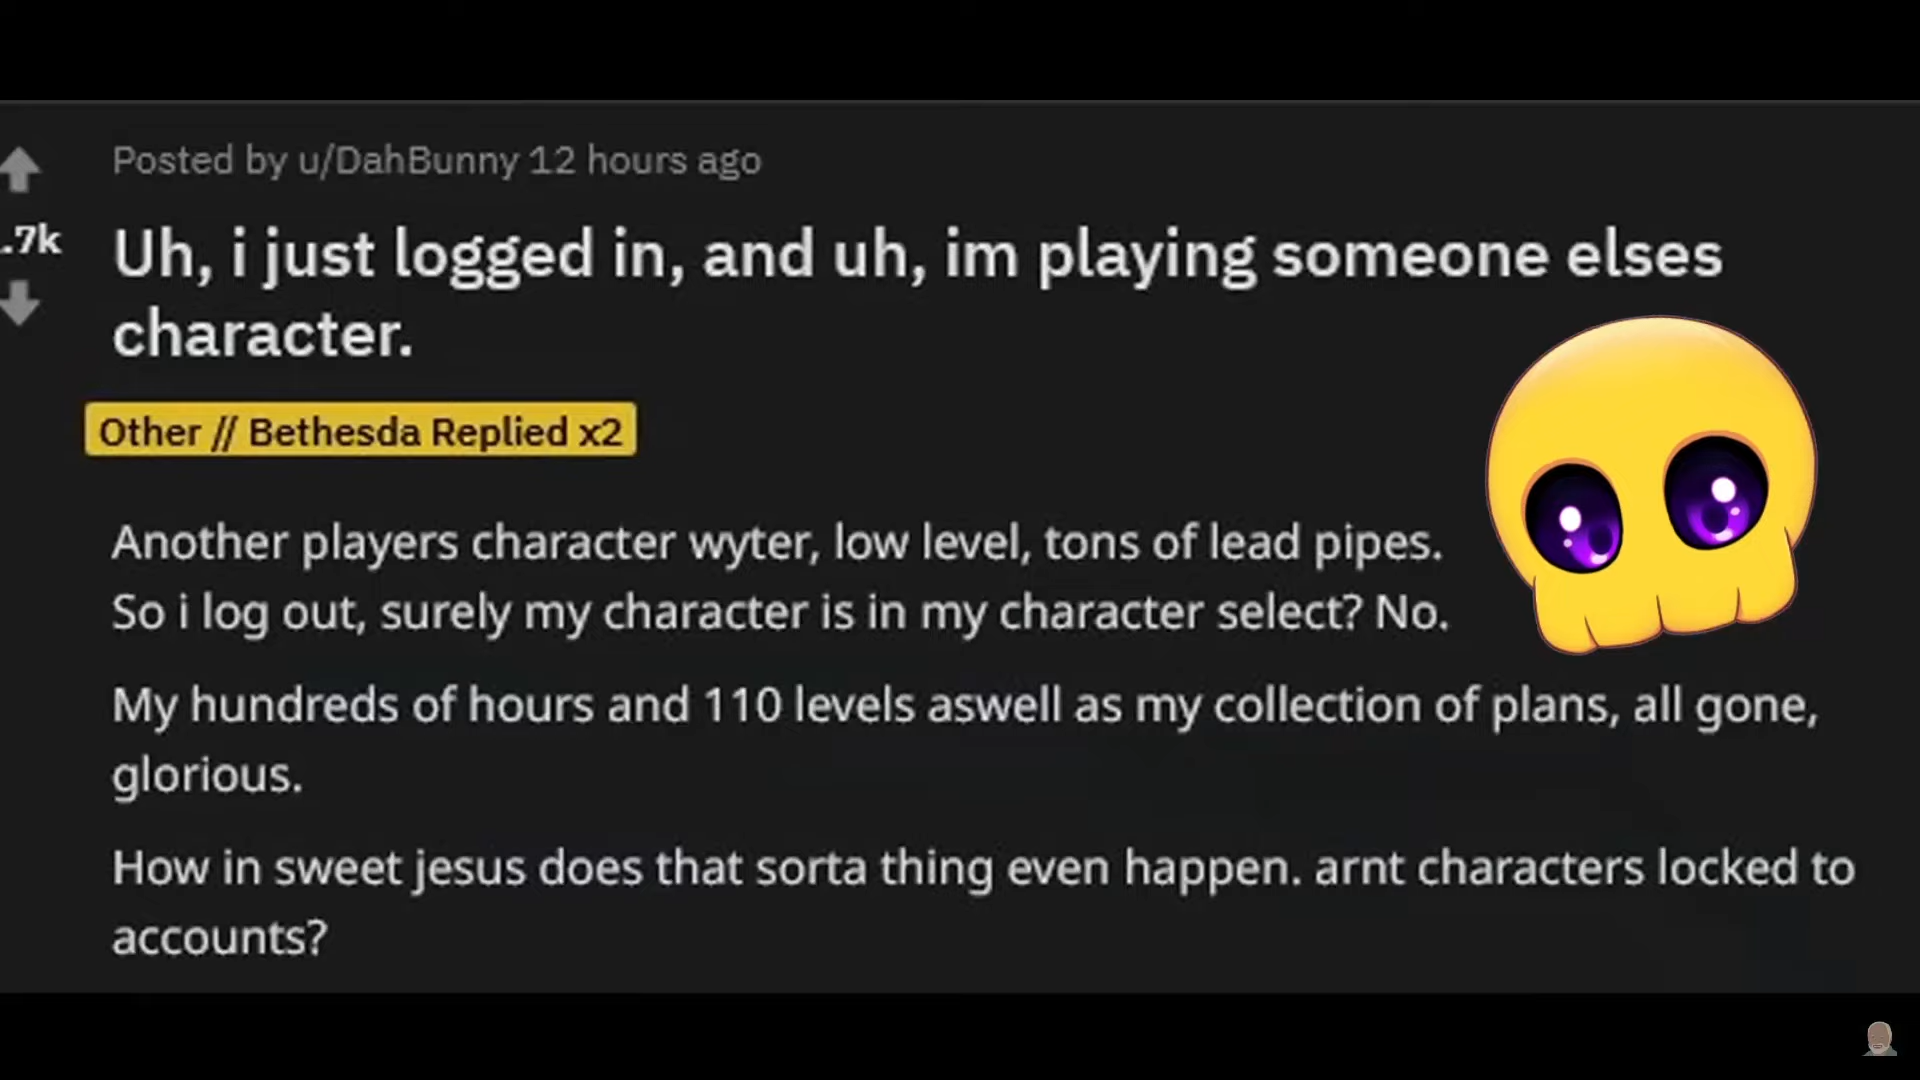 Posted by u/DahBunny 12 hours ago
.7k
Uh, i just logged in, and uh, im playing someone elses
character.
Other // Bethesda Replied x2
Another players character wyter, low level, tons of lead pipes.
So i log out, surely my character is in my character select? No.
My hundreds of hours and 110 levels aswell as my collection of plans, all gone,
glorious.
How in sweet jesus does that sorta thing even happen. arnt characters locked to
accounts?